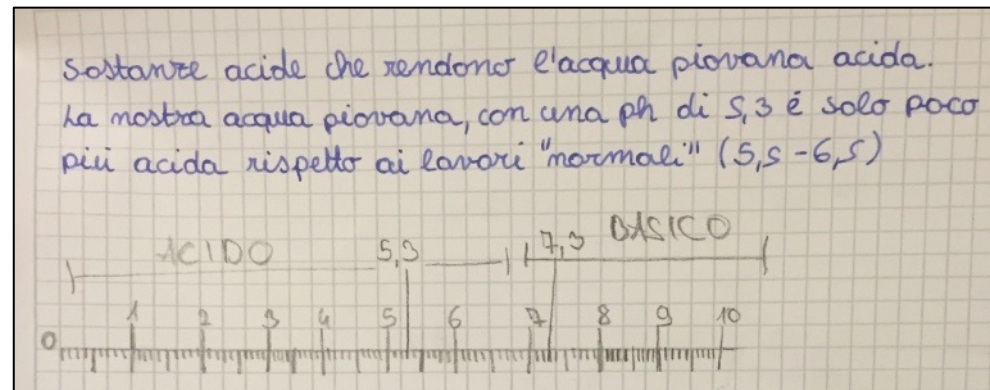 sostanze acide che rendono l'acqua piovana acida.
La nostra acqua piovana, con una ph di 5,3 é solo poco
più acida rispetto ai lavori "normali" (5,5-6,5)
ACIDO 5,3 7,3 BASICO
0 1 2 3 4 5 6 7 8 9 10